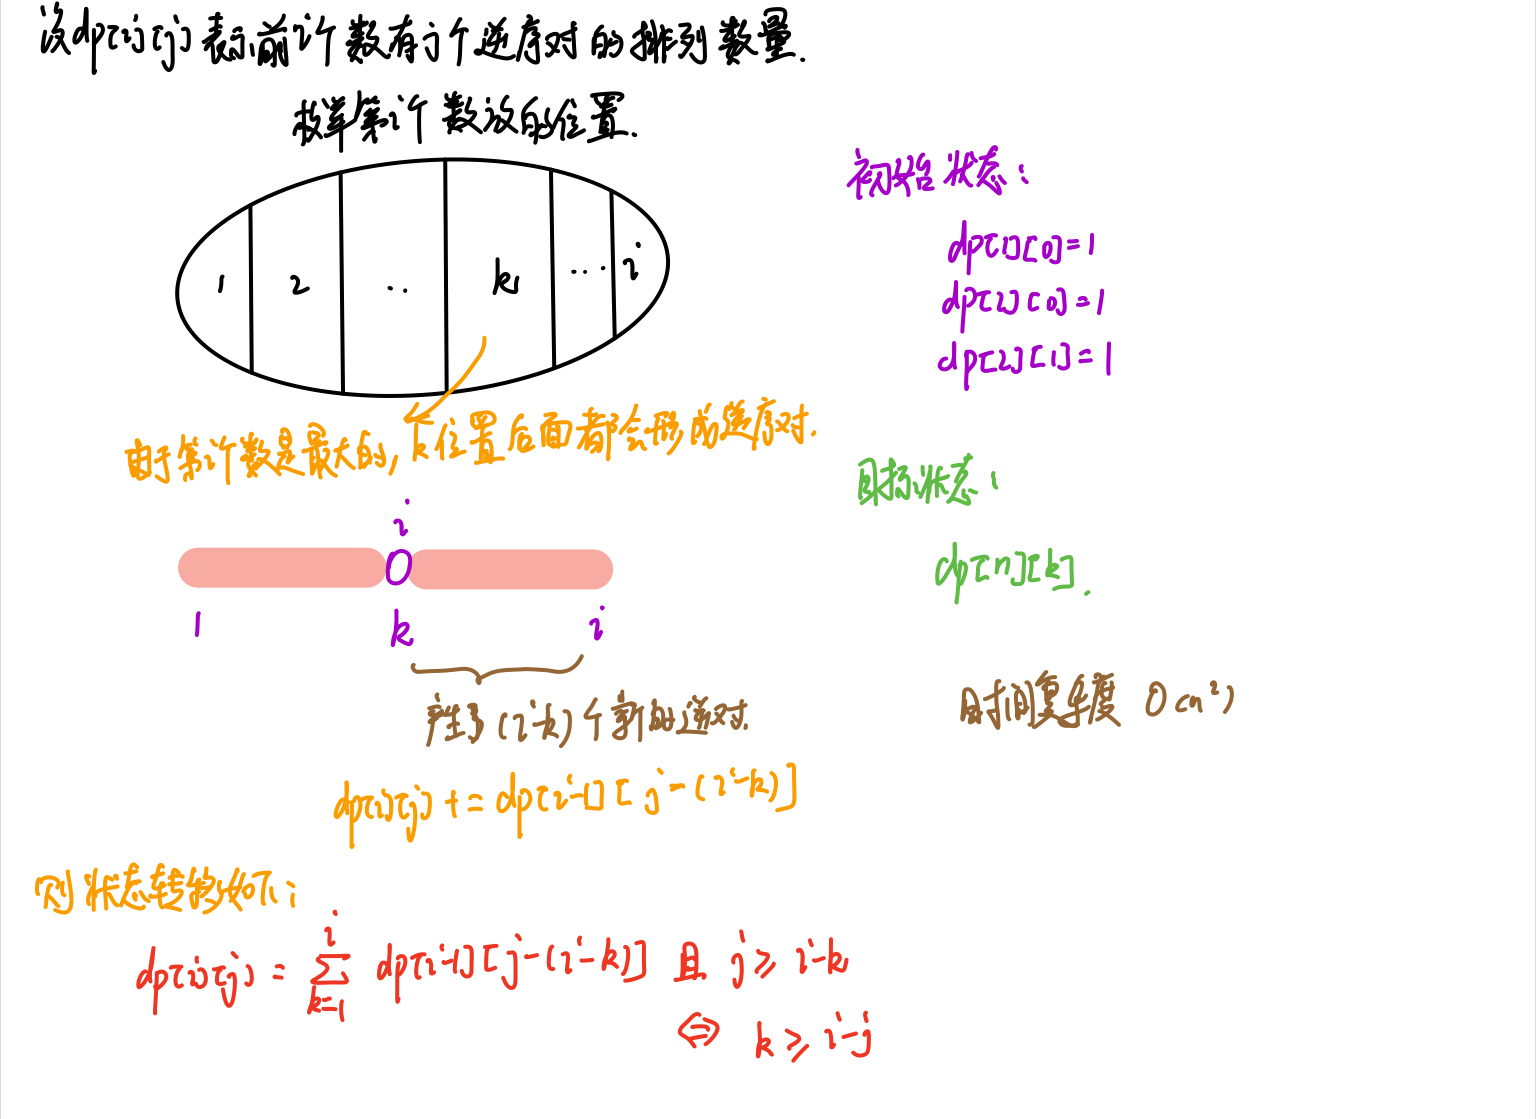 设dp[i][j]表示前i个数有j个逆序对的排列数量.
枚举第i个数放的位置.
1 2 .. k ... i
由于第i个数是最大的, k位置后面都会形成逆序对.
i
0
1 k i
产生了(i-k)个新的逆对.
dp[i][j] += dp[i-1][j-(i-k)]
则状态转移如下:
dp[i][j] = ∑ᵢₖ₌₁ dp[i-1][j-(i-k)] 且 j ≥ i-k
⇔ k ≥ i-j
初始状态:
dp[1][0]=1
dp[2][0]=1
dp[2][1]=1
目标状态:
dp[n][k].
时间复杂度 O(n²)